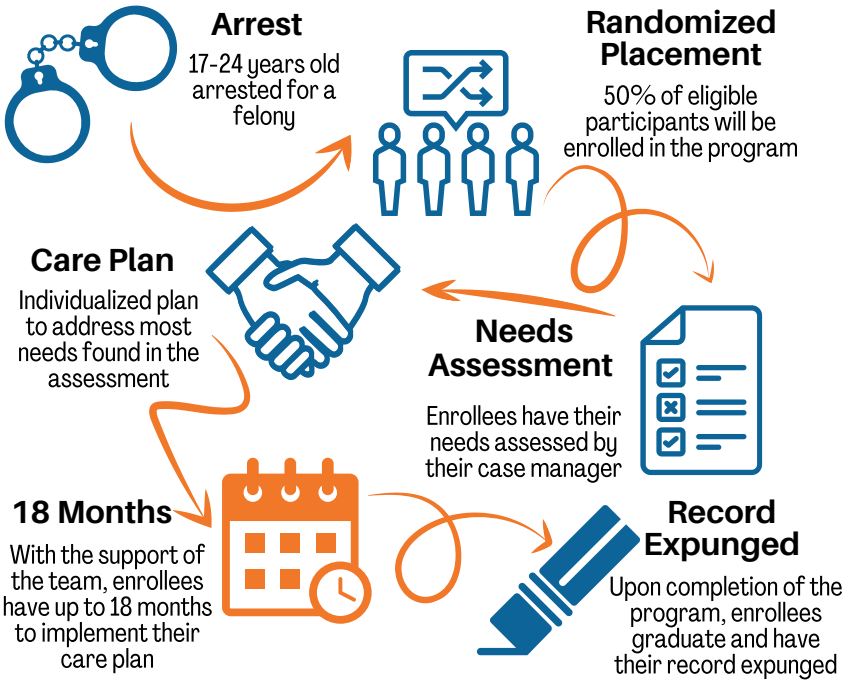 Arrest
17-24 years old
arrested for a
felony
Randomized
Placement
50% of eligible
participants will be
enrolled in the program
Needs
Assessment
Enrollees have their
needs assessed by
their case manager
Care Plan
Individualized plan
to address most
needs found in the
assessment
18 Months
With the support of
the team, enrollees
have up to 18 months
to implement their
care plan
Record
Expunged
Upon completion of the
program, enrollees
graduate and have
their record expunged